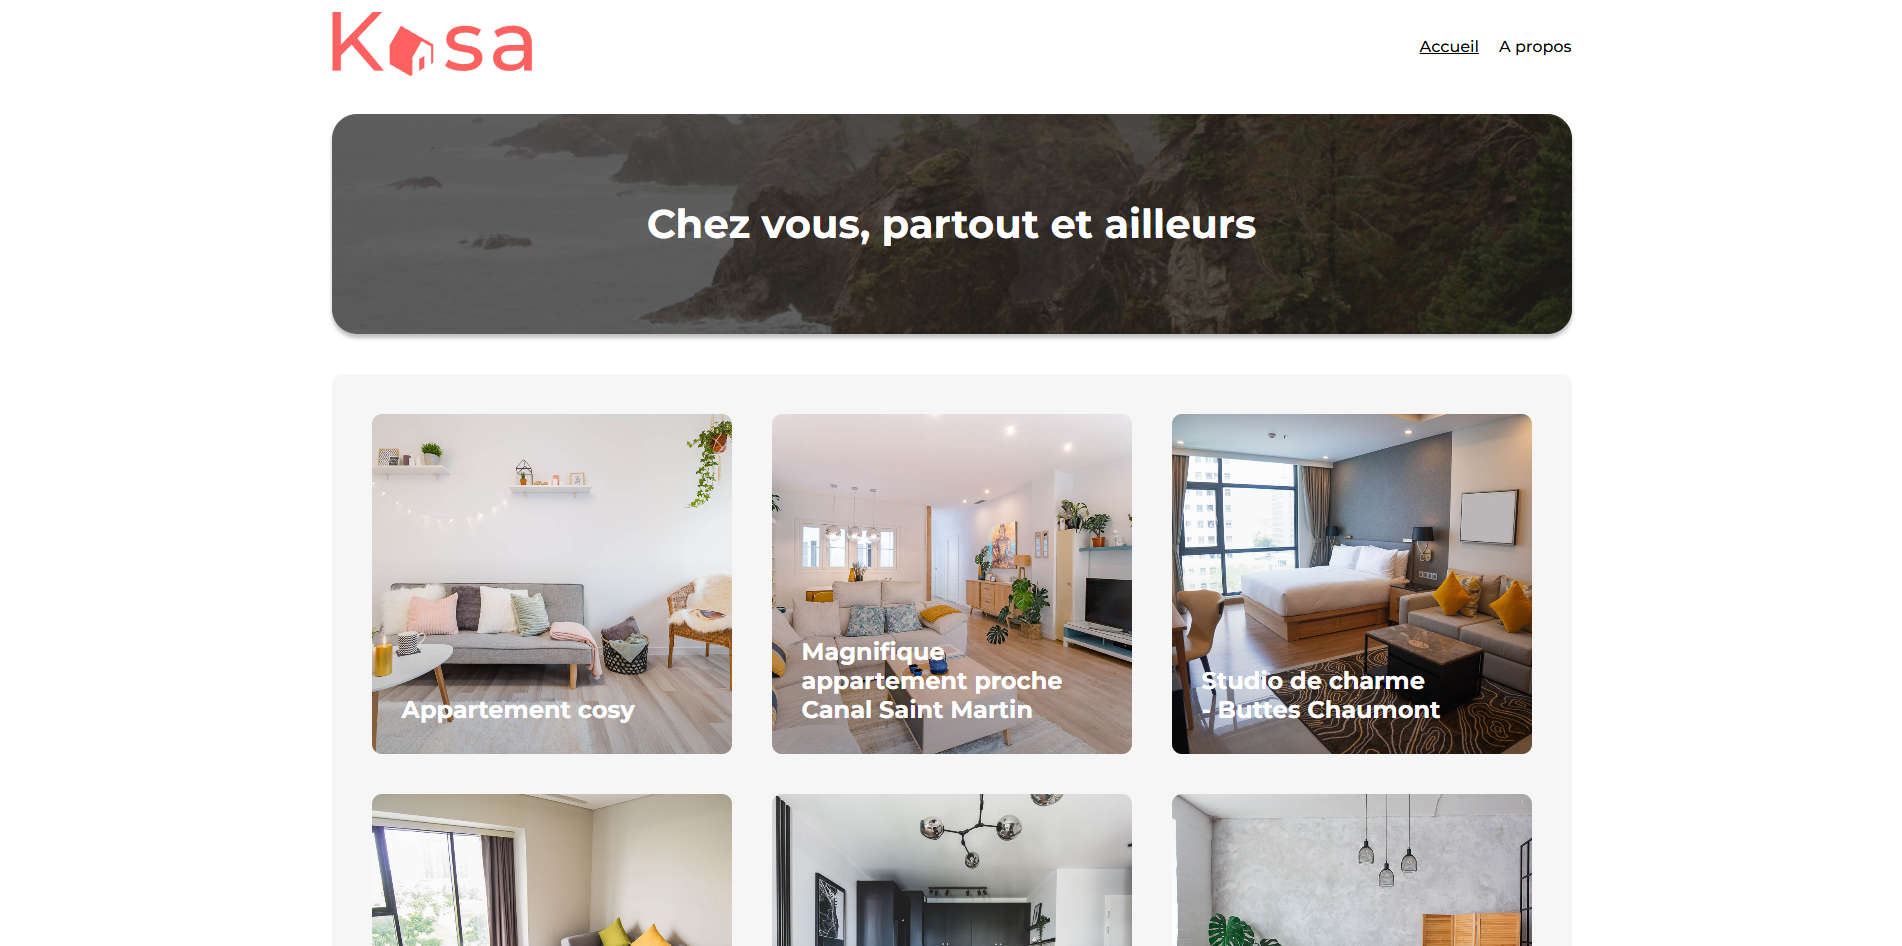 Kasa
Accueil
A propos
Chez vous, partout et ailleurs
Appartement cosy
Magnifique
appartement proche
Canal Saint Martin
Studio de charme
- Buttes Chaumont